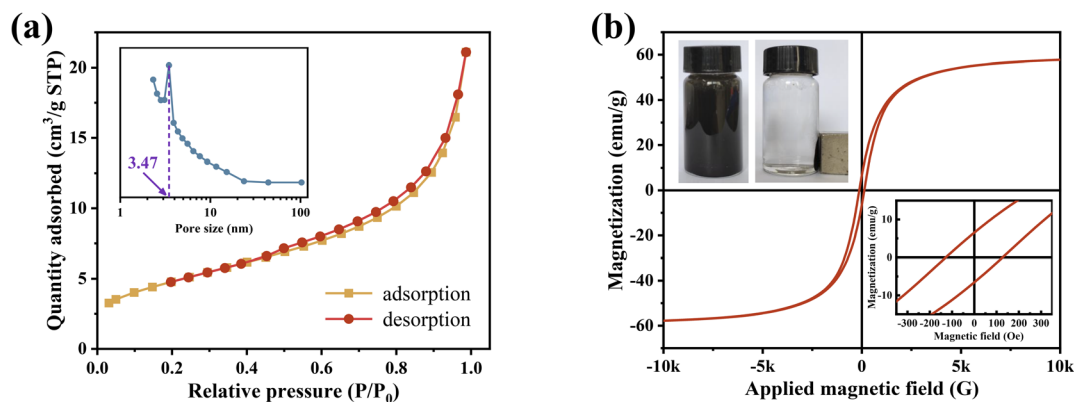 (a)
Quantity adsorbed (cm³/g STP)
20
15
10
5
0
0.0 0.2 0.4 0.6 0.8 1.0
Relative pressure (P/P₀)
3.47
1 10 100
Pore size (nm)
adsorption
desorption
(b)
Magnetization (emu/g)
60
40
20
0
-20
-40
-60
-10k -5k 0 5k 10k
Applied magnetic field (G)
Magnetization (emu/g)
10
0
-10
-300 -200 -100 0 100 200 300
Magnetic field (Oe)